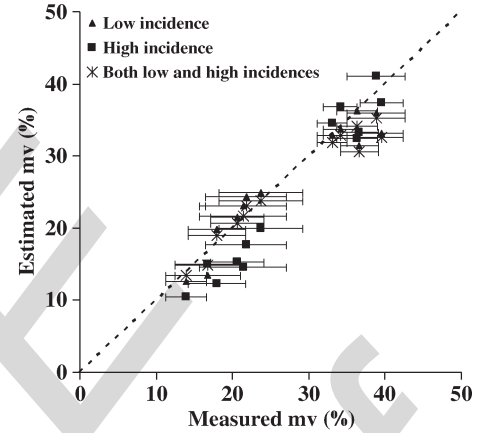 50
40
30
20
10
0
Estimated mv (%)
Low incidence
High incidence
Both low and high incidences
0 10 20 30 40 50
Measured mv (%)